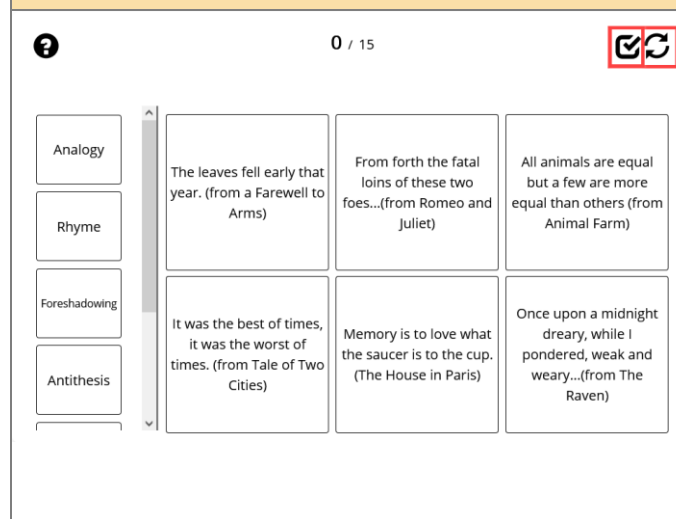 0 / 15
Analogy
Rhyme
Foreshadowing
Antithesis
The leaves fell early that
year. (from a Farewell to
Arms)
From forth the fatal
loins of these two
foes...(from Romeo and
Juliet)
All animals are equal
but a few are more
equal than others (from
Animal Farm)
It was the best of times,
it was the worst of
times. (from Tale of Two
Cities)
Memory is to love what
the saucer is to the cup.
(The House in Paris)
Once upon a midnight
dreary, while I
pondered, weak and
weary...(from The
Raven)